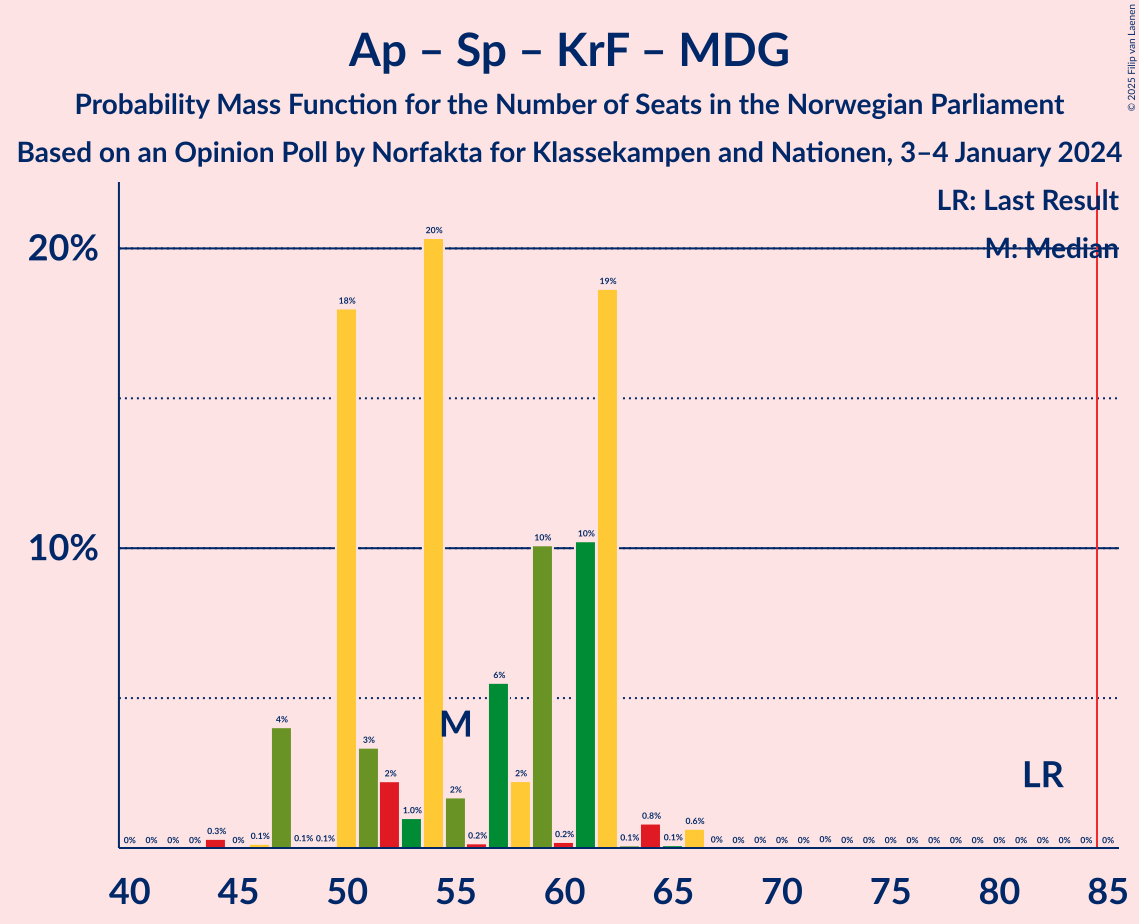 © 2025 Filip van Laenen
Ap – Sp – KrF – MDG
Probability Mass Function for the Number of Seats in the Norwegian Parliament
Based on an Opinion Poll by Norfakta for Klassekampen and Nationen, 3–4 January 2024
LR: Last Result
M: Median
20%
10%
0% 0% 0% 0% 0.3% 0% 0.1% 4% 0.1% 0.1% 18% 3% 2% 1.0% 20% 2% 0.2% 6% 2% 10% 0.2% 10% 19% 0.1% 0.8% 0.1% 0.6% 0% 0% 0% 0% 0% 0% 0% 0% 0% 0% 0% 0% 0% 0% 0% 0% 0% 0% 0%
M
LR
40 45 50 55 60 65 70 75 80 85